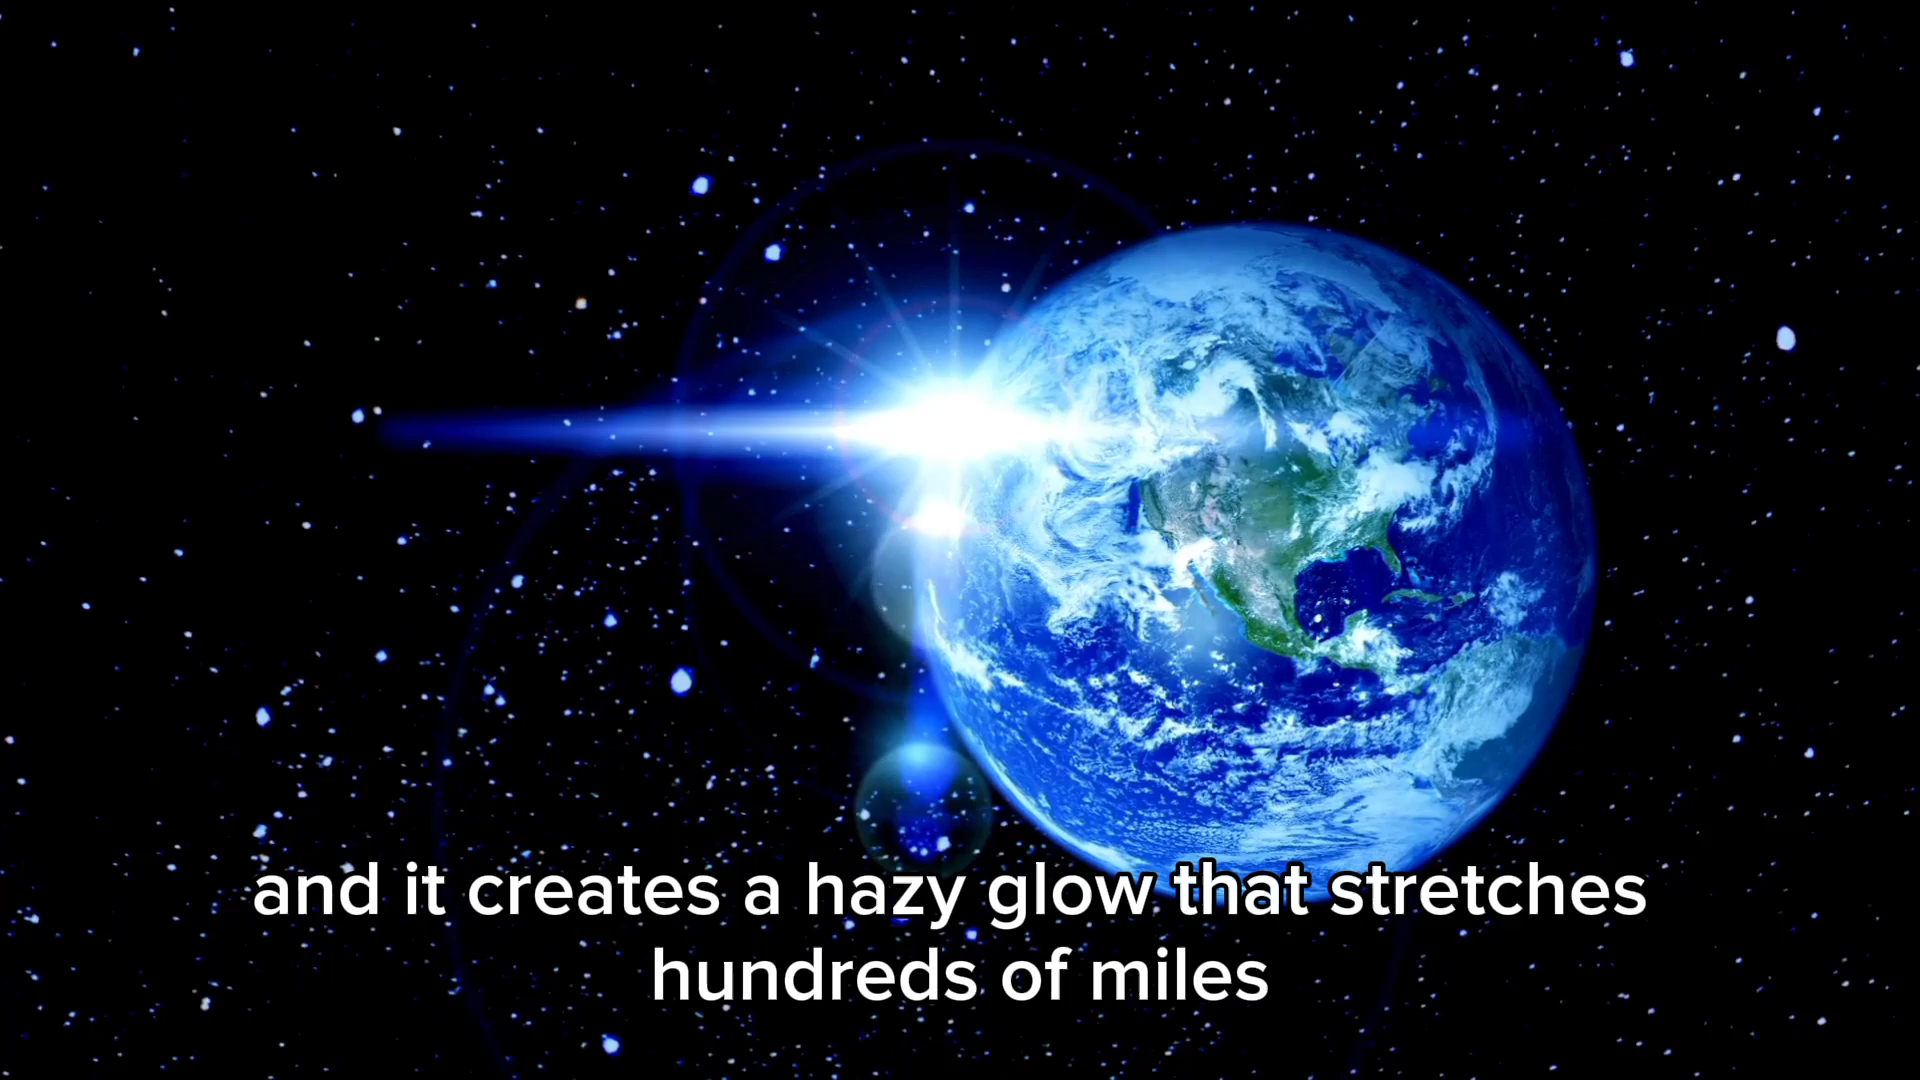 and it creates a hazy glow that stretches
hundreds of miles